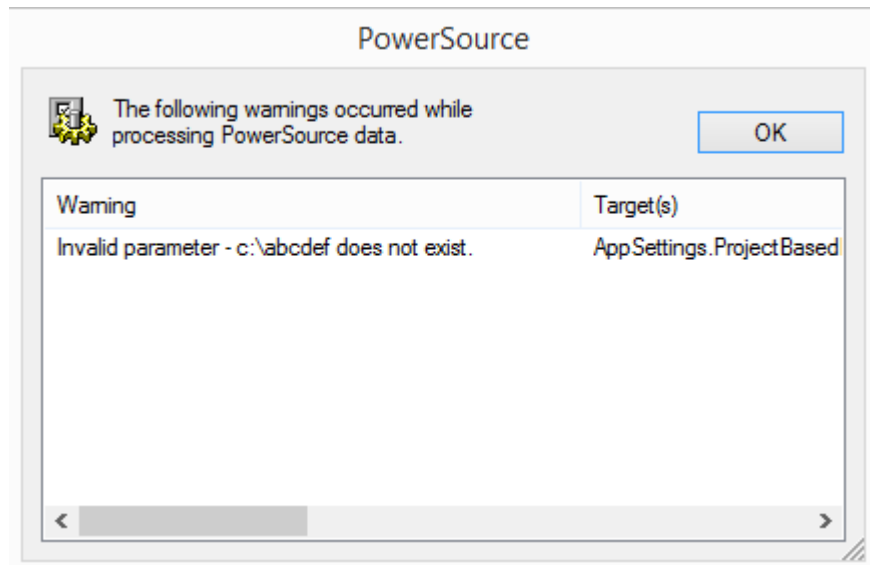 PowerSource
The following warnings occurred while
processing PowerSource data.
OK
Warning Target(s)
Invalid parameter - c:\abcdef does not exist. AppSettings.ProjectBased